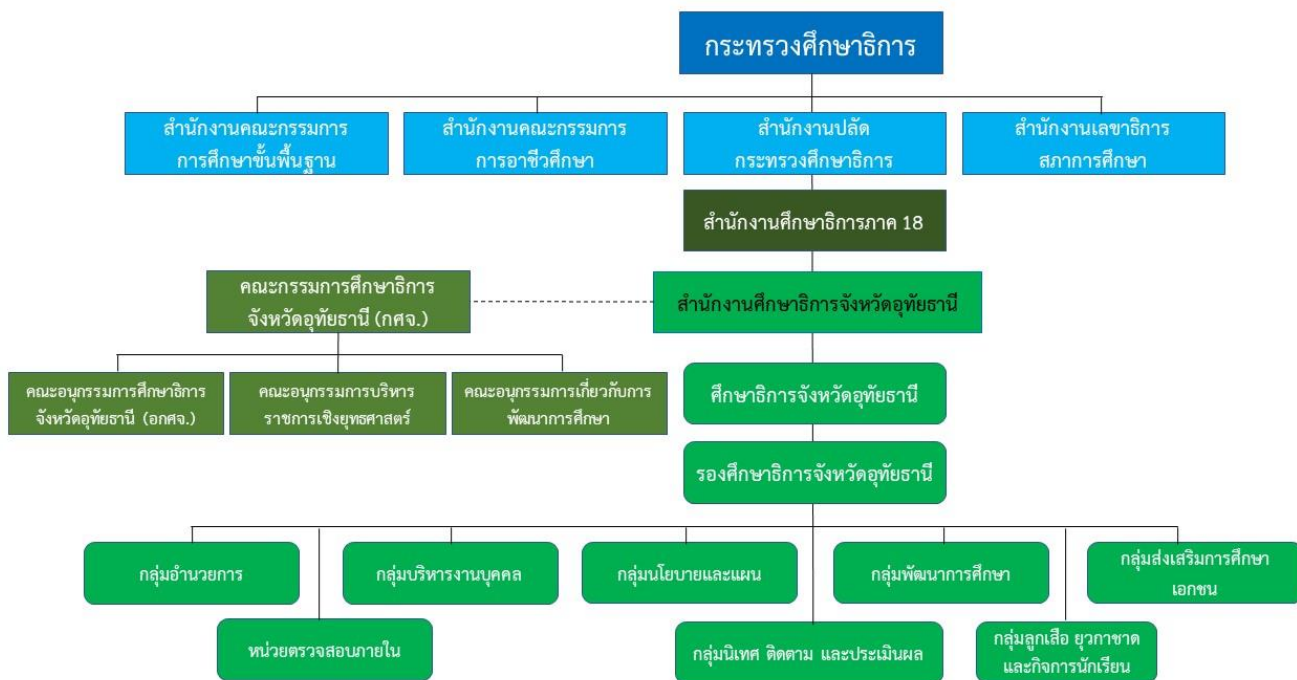 กระทรวงศึกษาธิการ
สำนักงานคณะกรรมการ
การศึกษาขั้นพื้นฐาน
สำนักงานคณะกรรมการ
การอาชีวศึกษา
สำนักงานปลัด
กระทรวงศึกษาธิการ
สำนักงานเลขาธิการ
สภาการศึกษา
สำนักงานศึกษาธิการภาค 18
คณะกรรมการศึกษาธิการ
จังหวัดอุทัยธานี (กศจ.)
สำนักงานศึกษาธิการจังหวัดอุทัยธานี
คณะอนุกรรมการศึกษาธิการ
จังหวัดอุทัยธานี (อกศจ.)
คณะอนุกรรมการบริหาร
ราชการเชิงยุทธศาสตร์
คณะอนุกรรมการเกี่ยวกับการ
พัฒนาการศึกษา
ศึกษาธิการจังหวัดอุทัยธานี
รองศึกษาธิการจังหวัดอุทัยธานี
กลุ่มอำนวยการ
กลุ่มบริหารงานบุคคล
กลุ่มนโยบายและแผน
กลุ่มพัฒนาการศึกษา
กลุ่มส่งเสริมการศึกษา
เอกชน
หน่วยตรวจสอบภายใน
กลุ่มนิเทศ ติดตาม และประเมินผล
กลุ่มลูกเสือ ยุวกาชาด
และกิจการนักเรียน